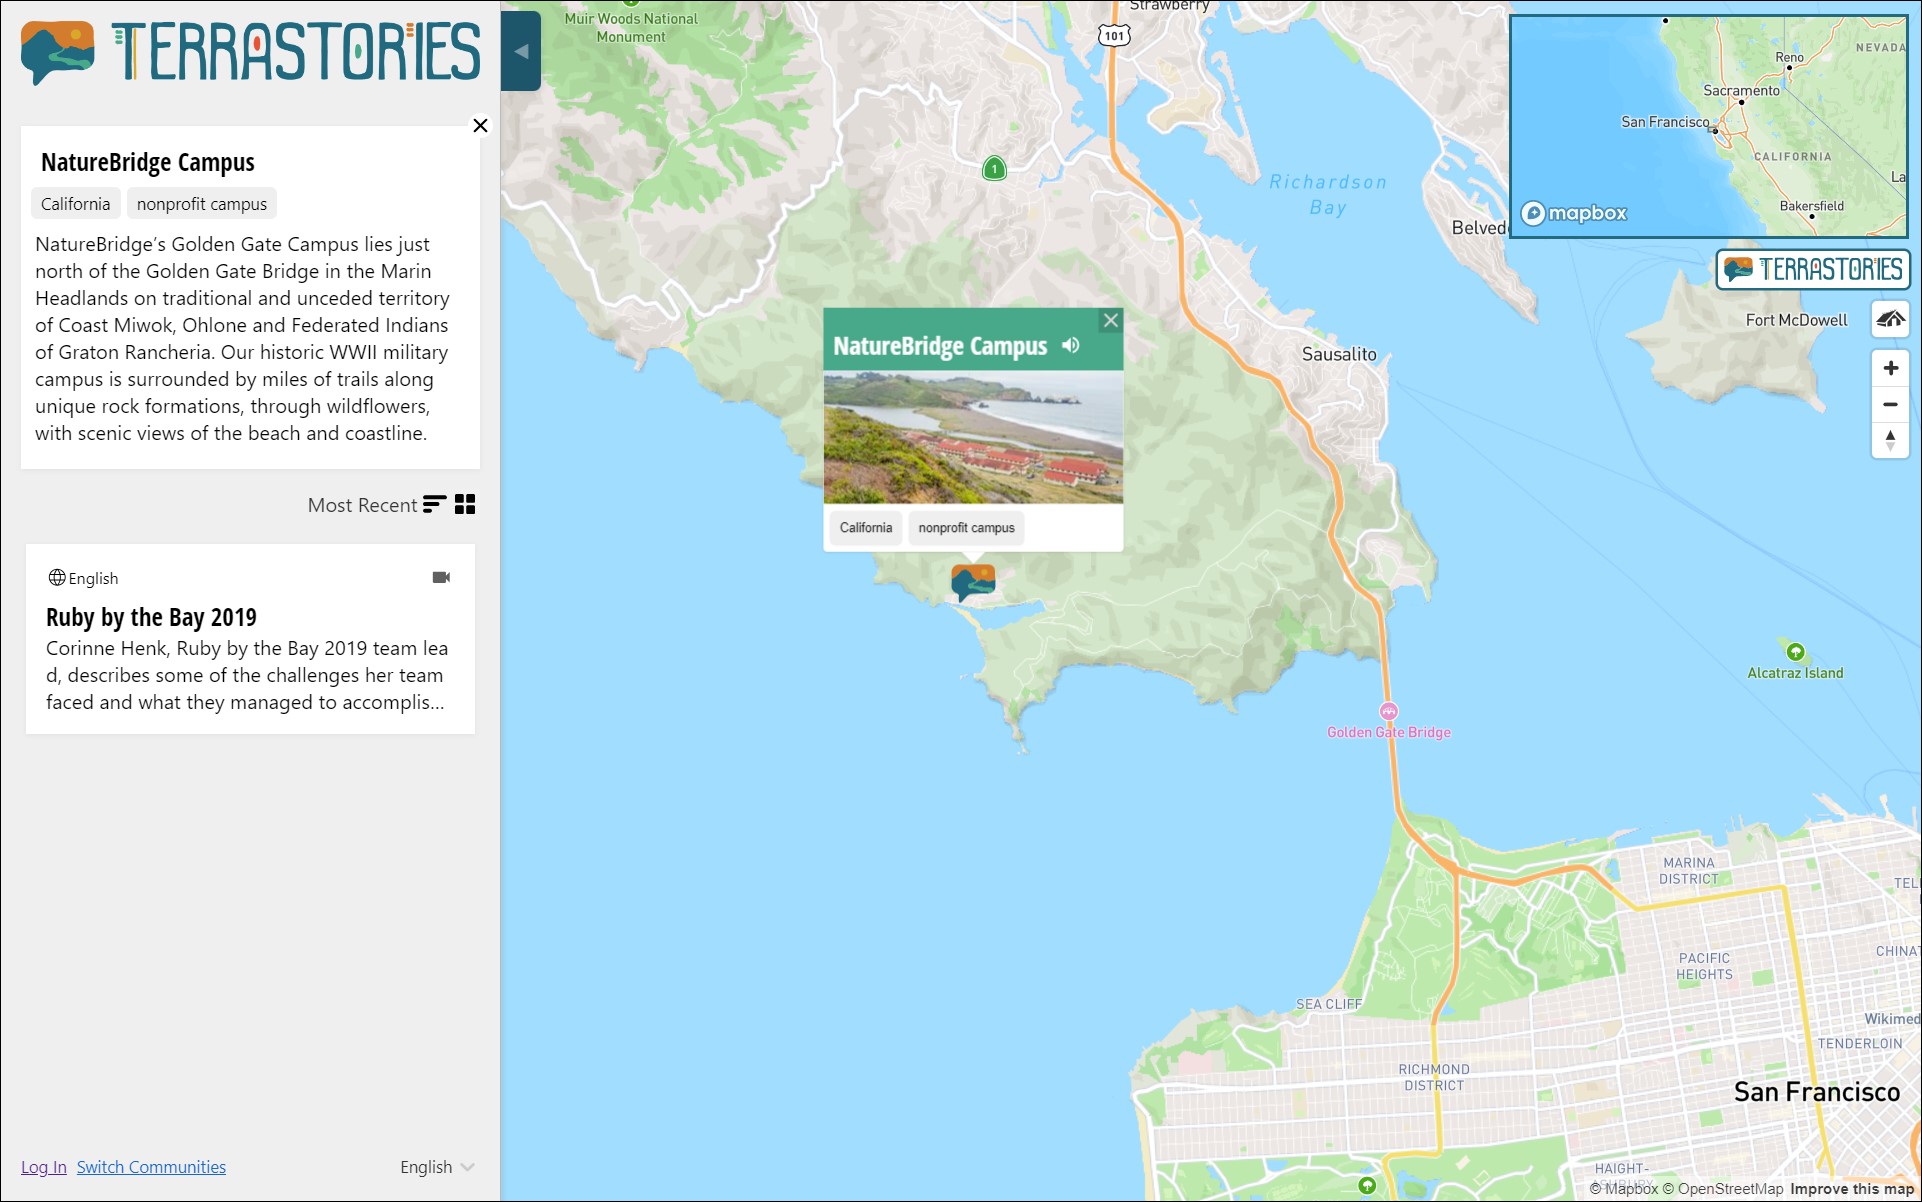 TERRASTORIES
NatureBridge Campus
California
nonprofit campus
NatureBridge’s Golden Gate Campus lies just
north of the Golden Gate Bridge in the Marin
Headlands on traditional and unceded territory
of Coast Miwok, Ohlone and Federated Indians
of Graton Rancheria. Our historic WWII military
campus is surrounded by miles of trails along
unique rock formations, through wildflowers,
with scenic views of the beach and coastline.
Most Recent
English
Ruby by the Bay 2019
Corinne Henk, Ruby by the Bay 2019 team lea
d, describes some of the challenges her team
faced and what they managed to accomplis...
Log In
Switch Communities
English
Muir Woods National
Monument
Strawberry
101
1
Richardson
Bay
Belved
NatureBridge Campus
California
nonprofit campus
Sausalito
Fort McDowell
Alcatraz Island
Golden Gate Bridge
MARINA
DISTRICT
TEL
PACIFIC
HEIGHTS
CHINAT
SEA CLIFF
Wikimed
TENDERLOIN
RICHMOND
DISTRICT
San Francisco
HAIGHT-
© Mapbox © OpenStreetMap Improve this map
NEVADA
Reno
Sacramento
San Francisco
CALIFORNIA
La
Bakersfield
mapbox
TERRASTORIES